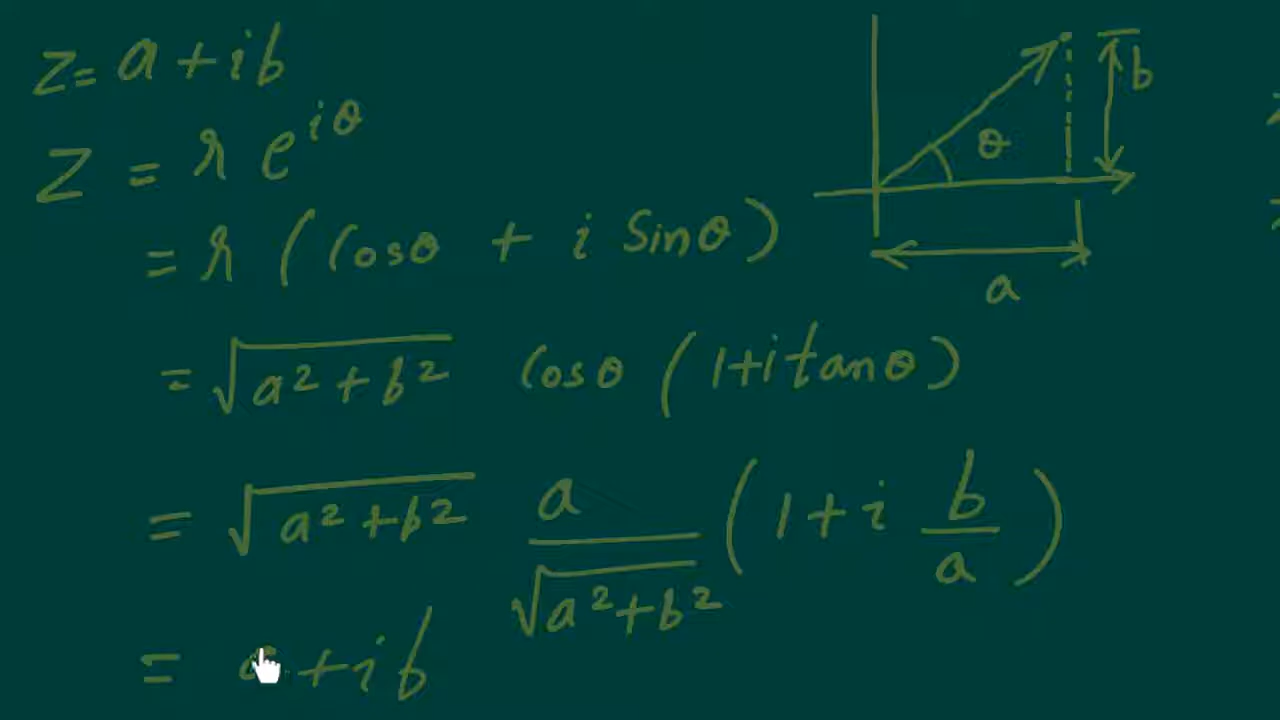 z = a + ib
Z = r e^{iθ}
= r (Cosθ + i Sinθ)
= √(a² + b²) Cosθ (1 + i tanθ)
= √(a² + b²) a/√(a² + b²) (1 + i b/a)
= a + ib
θ
b
a